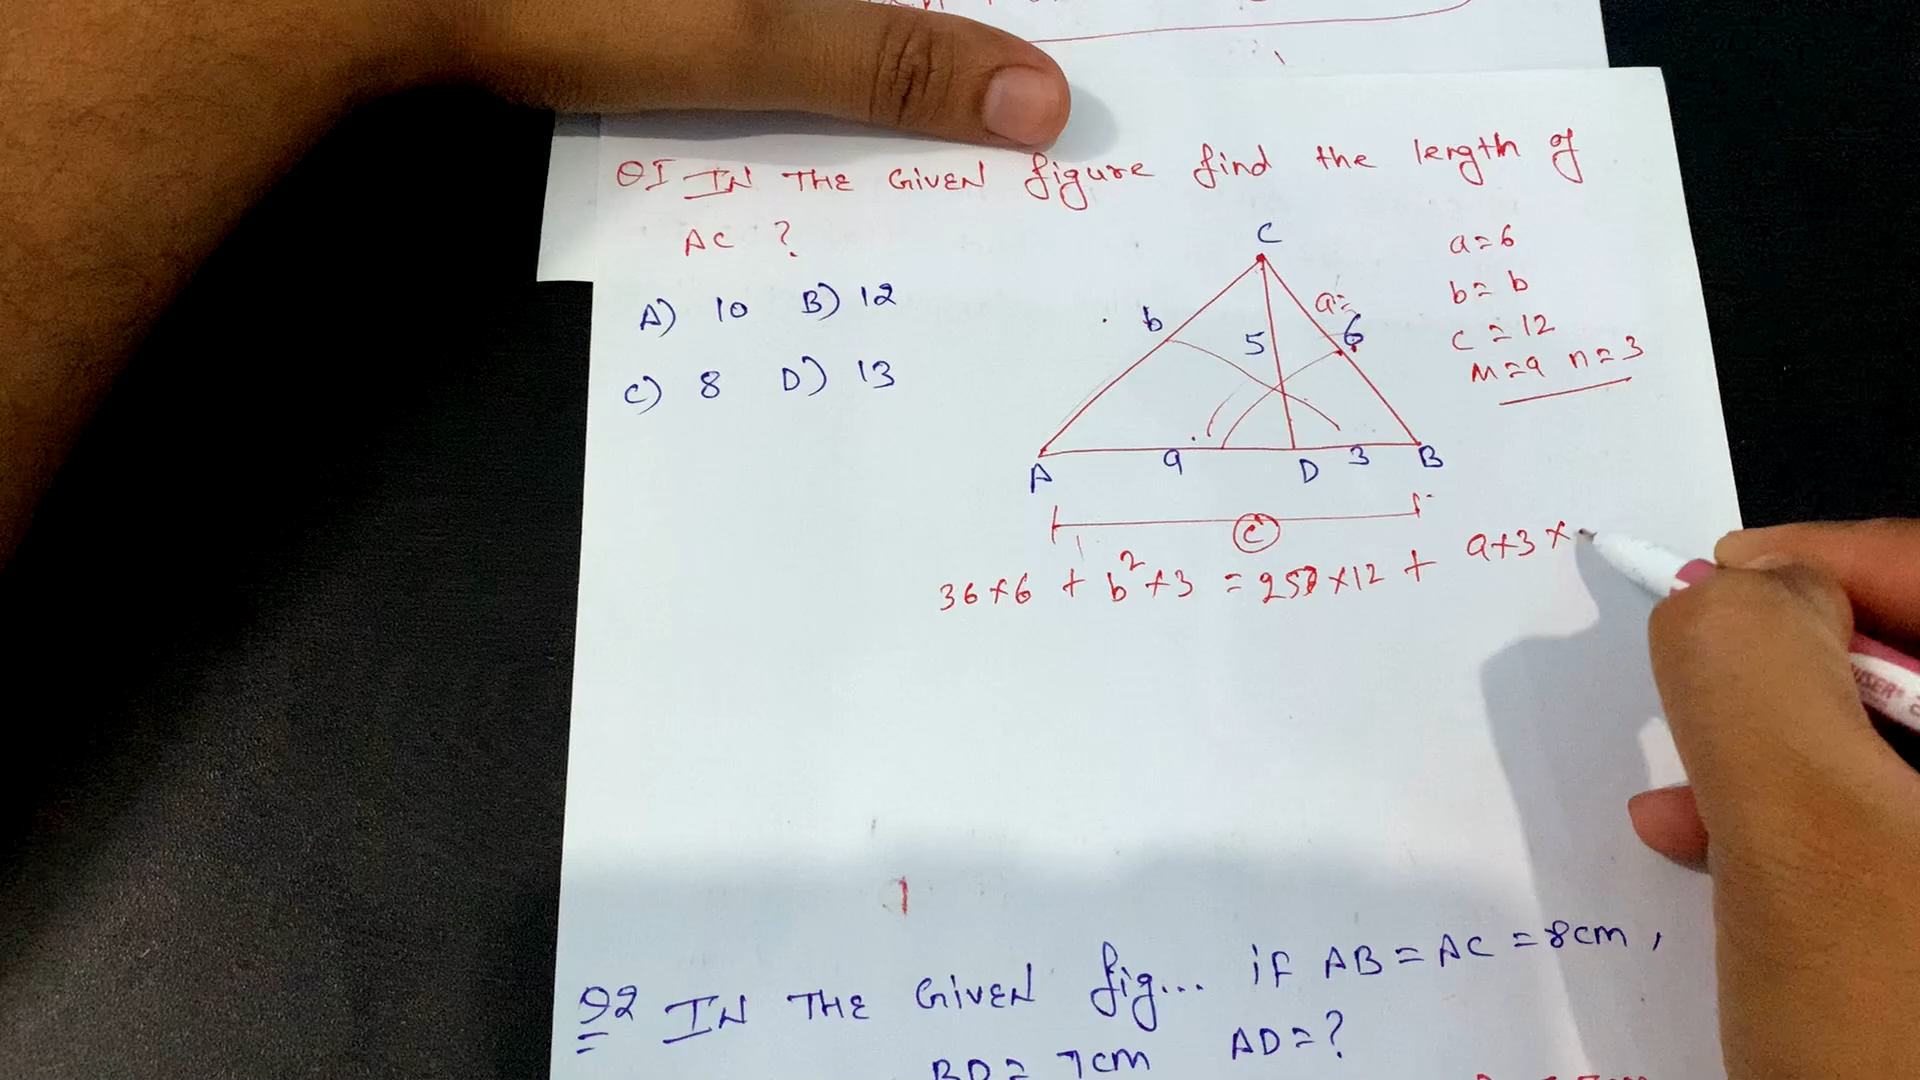 Q1 IN THE GIVEN figure find the length of
AC ?
A) 10 B) 12
C) 8 D) 13
C
b
5
a=
6
A
9
D
3
B
C
a=6
b=b
c=12
m=9 n=3
36×6 + b²×3 = 25×12 + 9×3×
Q2 IN THE GIVEN fig... if AB=AC=8cm,
BD= 7cm AD=?